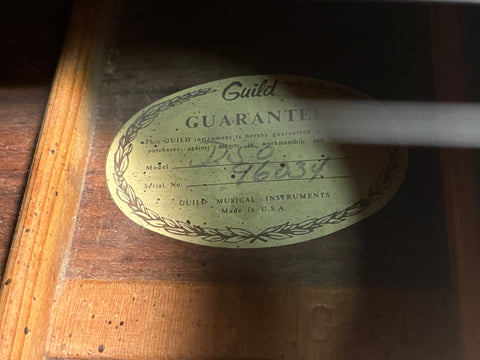 Guild
GUARANTEE
This GUILD instrument is hereby guaranteed
purchaser against defects in workmanship, and
Model
Serial No. 76034
GUILD MUSICAL INSTRUMENTS
Made in U.S.A.